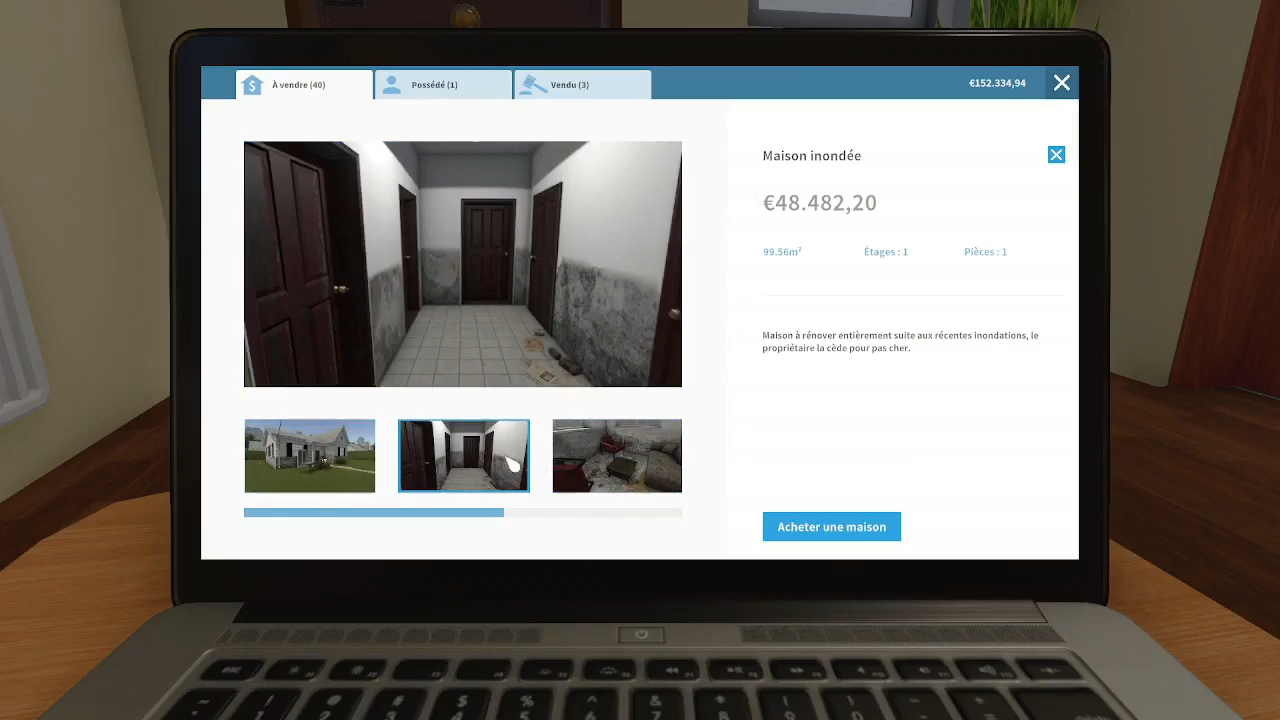 À vendre (40)
Possédé (1)
Vendu (3)
€152.334,94
Maison inondée
€48.482,20
99.56m²
Étages : 1
Pièces : 1
Maison à rénover entièrement suite aux récentes inondations, le
propriétaire la cède pour pas cher.
Acheter une maison